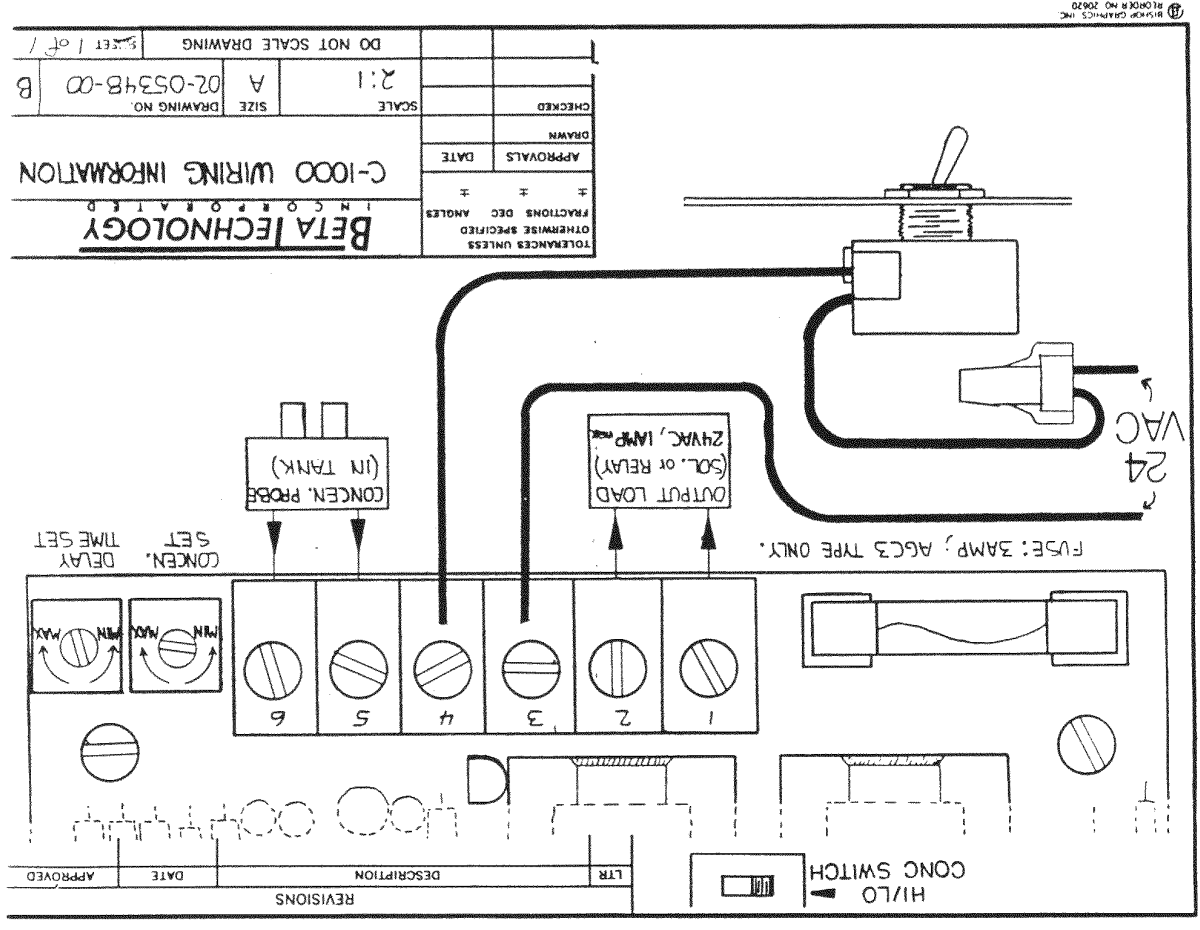 HI/LO
CONC SWITCH
REVISIONS
LTR DESCRIPTION DATE APPROVED
1 2 3 4 5 6
MIN MAX MIN MAX
FUSE: 3AMP, AGC3 TYPE ONLY.
CONCEN.
SET
DELAY
TIME SET
24
VAC
OUTPUT LOAD
(SOL. or RELAY)
24VAC, 1AMP max.
CONCEN. PROBE
(IN TANK)
TOLERANCES UNLESS
OTHERWISE SPECIFIED
FRACTIONS DEC ANGLES
± ± ±
APPROVALS DATE
DRAWN
CHECKED
BETATECHNOLOGY
INCORPORATED
C-1000 WIRING INFORMATION
SCALE
2:1
SIZE
A
DRAWING NO.
02-05348-00
B
DO NOT SCALE DRAWING
SHEET 1 of 1
BISHOP GRAPHICS INC
REORDER NO 20620